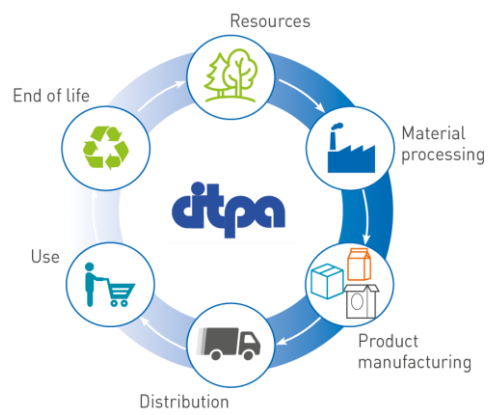 Resources
Material
processing
Product
manufacturing
Distribution
Use
End of life
citpa